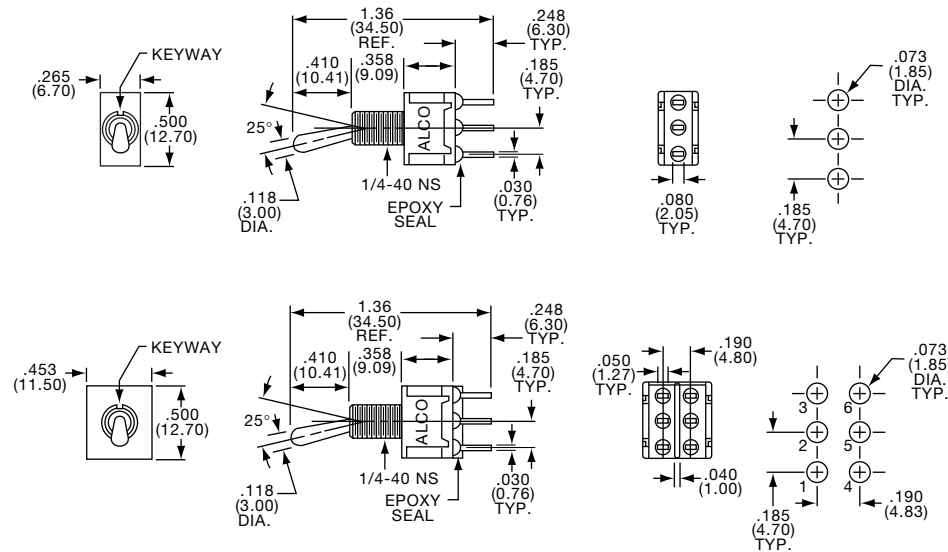 1.36
(34.50)
REF.
.248
(6.30)
TYP.
KEYWAY
.410
(10.41)
.358
(9.09)
.185
(4.70)
TYP.
.073
(1.85)
DIA.
TYP.
.265
(6.70)
.500
(12.70)
25°
ALCO
1/4-40 NS
.118
(3.00)
DIA.
EPOXY
SEAL
.030
(0.76)
TYP.
.080
(2.05)
TYP.
.185
(4.70)
TYP.
1.36
(34.50)
REF.
.248
(6.30)
TYP.
KEYWAY
.410
(10.41)
.358
(9.09)
.185
(4.70)
TYP.
.050
(1.27)
TYP.
.190
(4.80)
.073
(1.85
DIA.
TYP.
.453
(11.50)
.500
(12.70)
25°
ALCO
3
6
2
5
1
4
1/4-40 NS
.118
(3.00)
DIA.
EPOXY
SEAL
.030
(0.76)
TYP.
.040
(1.00)
.185
(4.70)
TYP.
.190
(4.83)